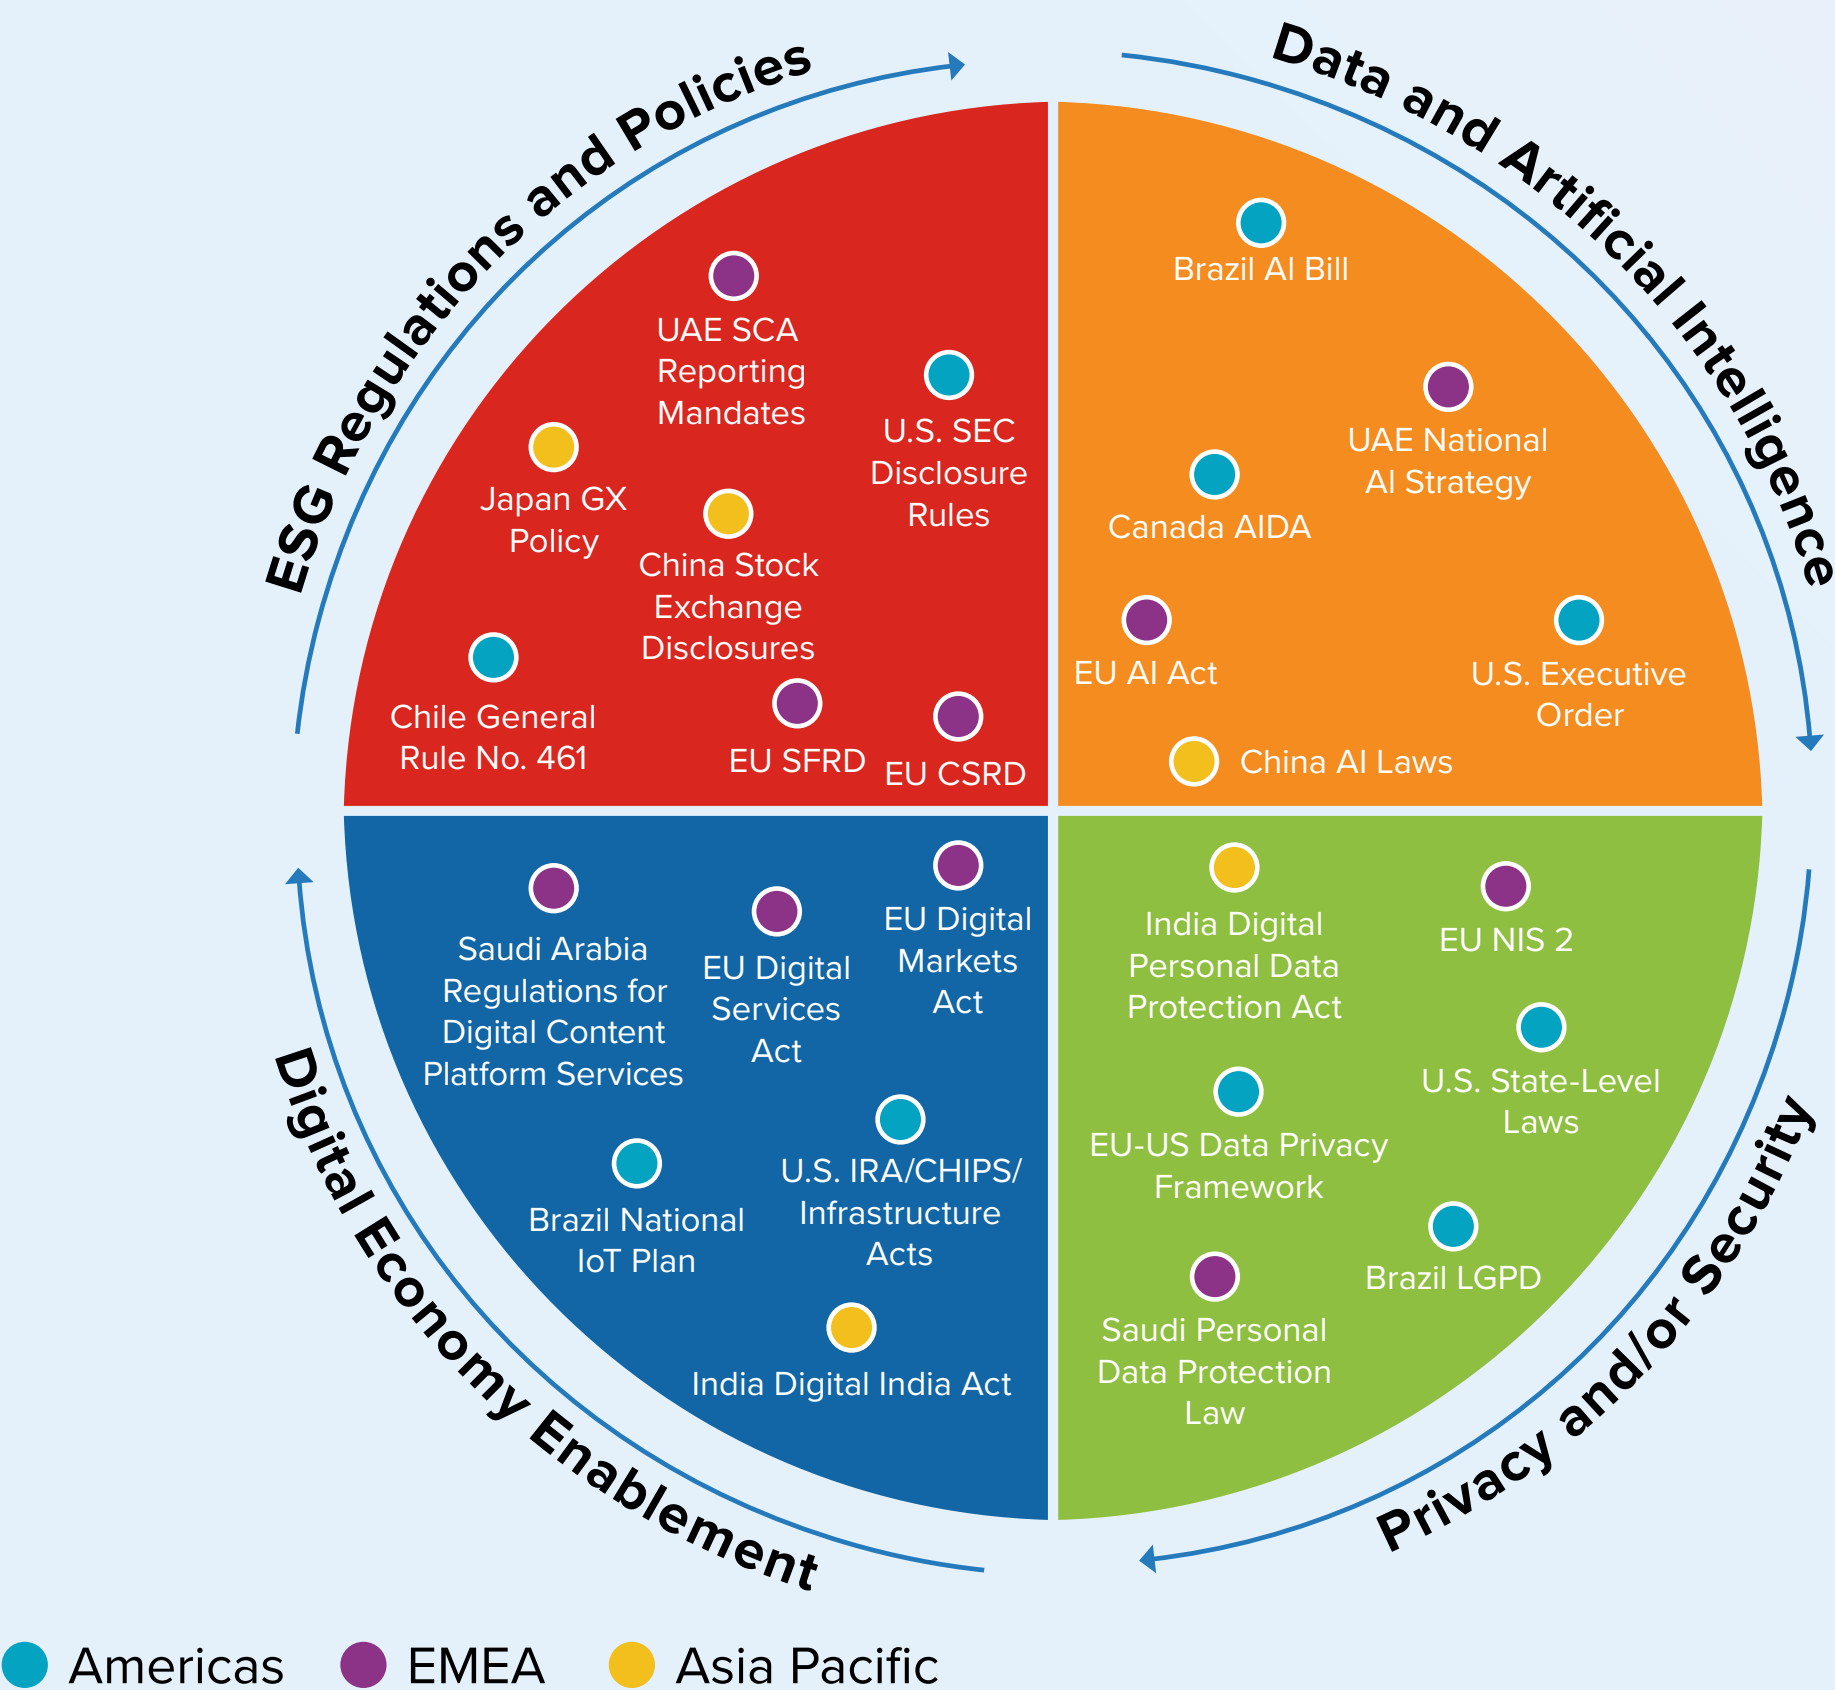 ESG Regulations and Policies
Data and Artificial Intelligence
UAE SCA
Reporting
Mandates
U.S. SEC
Disclosure
Rules
Japan GX
Policy
China Stock
Exchange
Disclosures
Chile General
Rule No. 461
EU SFRD
EU CSRD
Brazil AI Bill
UAE National
AI Strategy
Canada AIDA
EU AI Act
U.S. Executive
Order
China AI Laws
Saudi Arabia
Regulations for
Digital Content
Platform Services
EU Digital
Services
Act
EU Digital
Markets
Act
Brazil National
IoT Plan
U.S. IRA/CHIPS/
Infrastructure
Acts
India Digital India Act
India Digital
Personal Data
Protection Act
EU NIS 2
U.S. State-Level
Laws
EU-US Data Privacy
Framework
Brazil LGPD
Saudi Personal
Data Protection
Law
Digital Economy Enablement
Privacy and/or Security
Americas
EMEA
Asia Pacific